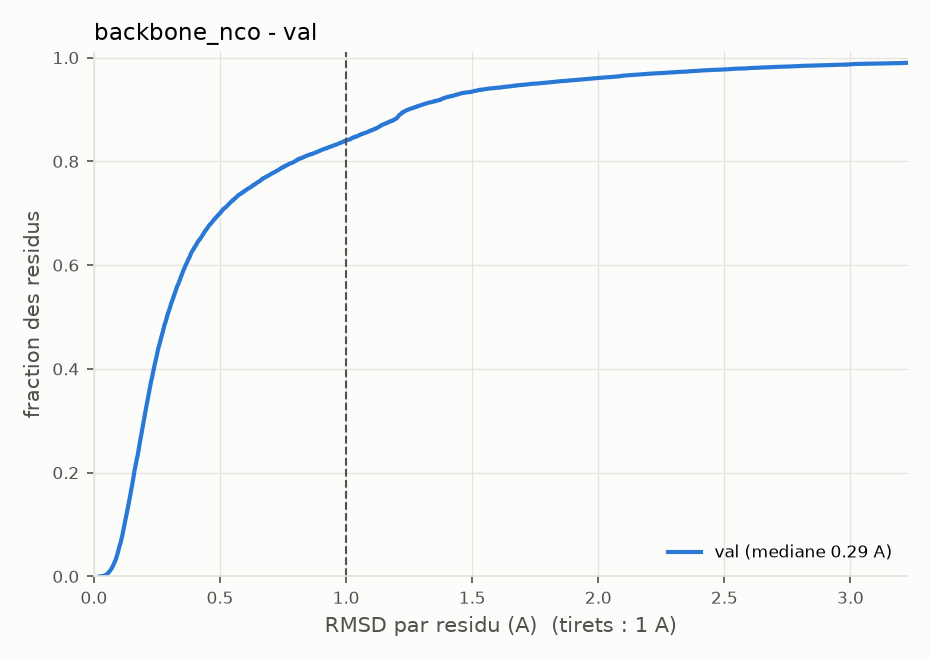 backbone_nco - val
1.0
0.8
0.6
0.4
0.2
0.0
fraction des residus
val (mediane 0.29 A)
0.0 0.5 1.0 1.5 2.0 2.5 3.0
RMSD par residu (A)  (tirets : 1 A)